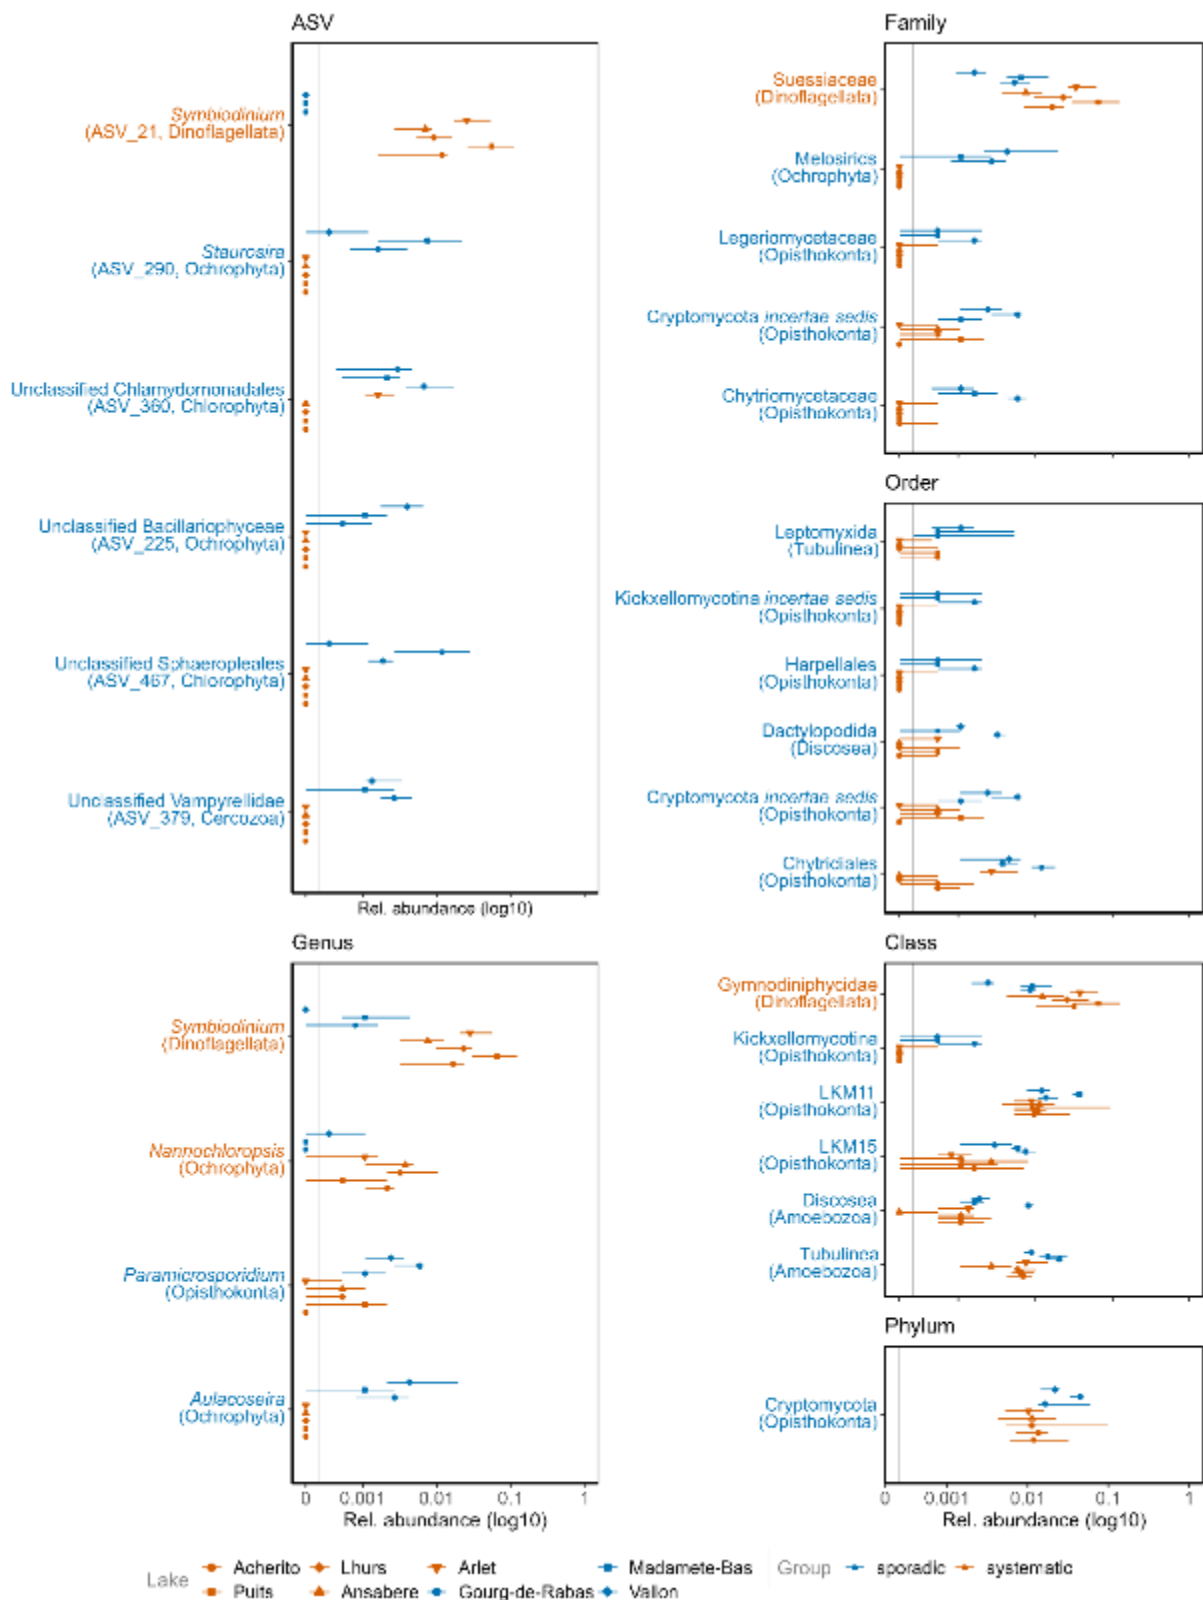 ASV
Symbiodinium
(ASV_21, Dinoflagellata)
Staurosira
(ASV_290, Ochrophyta)
Unclassified Chlamydomonadales
(ASV_360, Chlorophyta)
Unclassified Bacillariophyceae
(ASV_225, Ochrophyta)
Unclassified Sphaeropleales
(ASV_467, Chlorophyta)
Unclassified Vampyrellidae
(ASV_379, Cercozoa)
Rel. abundance (log10)
Genus
Symbiodinium
(Dinoflagellata)
Nannochloropsis
(Ochrophyta)
Paramicrosporidium
(Opisthokonta)
Aulacoseira
(Ochrophyta)
0 0.001 0.01 0.1 1
Rel. abundance (log10)
Family
Suessiaceae
(Dinoflagellata)
Melosirics
(Ochrophyta)
Legeriomycetaceae
(Opisthokonta)
Cryptomycota incertae sedis
(Opisthokonta)
Chytriomycetaceae
(Opisthokonta)
Order
Leptomyxida
(Tubulinea)
Kickxellomycotina incertae sedis
(Opisthokonta)
Harpellales
(Opisthokonta)
Dactylopodida
(Discosea)
Cryptomycota incertae sedis
(Opisthokonta)
Chytridiales
(Opisthokonta)
Class
Gymnodiniphycidae
(Dinoflagellata)
Kickxellomycotina
(Opisthokonta)
LKM11
(Opisthokonta)
LKM15
(Opisthokonta)
Discosea
(Amoebozoa)
Tubulinea
(Amoebozoa)
Phylum
Cryptomycota
(Opisthokonta)
0 0.001 0.01 0.1 1
Rel. abundance (log10)
Lake Acherito Lhurs Arlet Madamete-Bas Group sporadic systematic
Puits Ansabere Gourg-de-Rabas Vallon